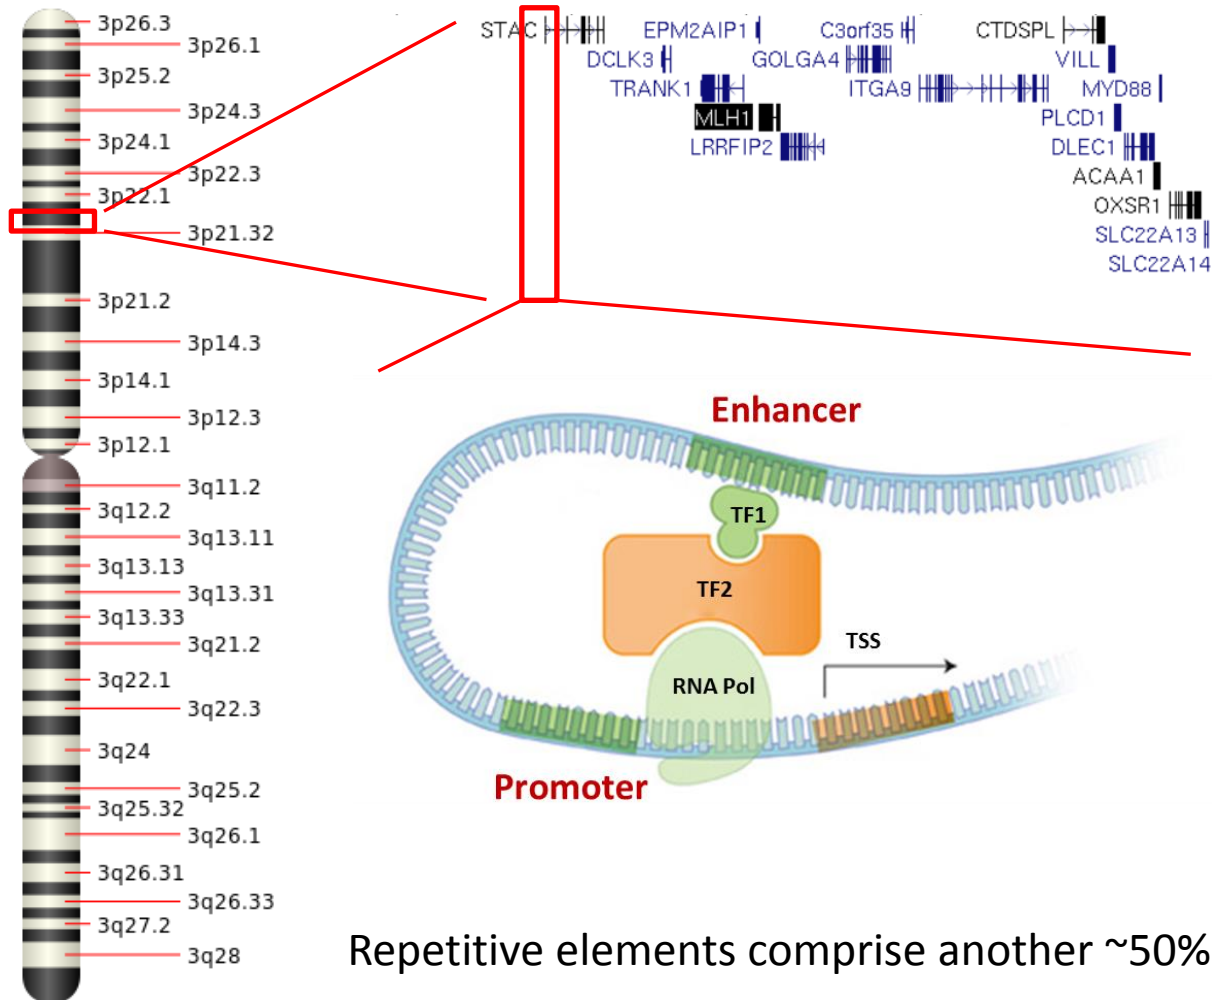 3p26.3
3p26.1
3p25.2
3p24.3
3p24.1
3p22.3
3p22.1
3p21.32
3p21.2
3p14.3
3p14.1
3p12.3
3p12.1
3q11.2
3q12.2
3q13.11
3q13.13
3q13.31
3q13.33
3q21.2
3q22.1
3q22.3
3q24
3q25.2
3q25.32
3q26.1
3q26.31
3q26.33
3q27.2
3q28
STAC EPM2AIP1 C3orf35 CTDSPL
DCLK3 GOLGA4 VILL
TRANK1 ITGA9 MYD88
MLH1 PLCD1
LRRFIP2 DLEC1
ACAA1
OXSR1
SLC22A13
SLC22A14
Enhancer
TF1
TF2
TSS
RNA Pol
Promoter
Repetitive elements comprise another ~50%